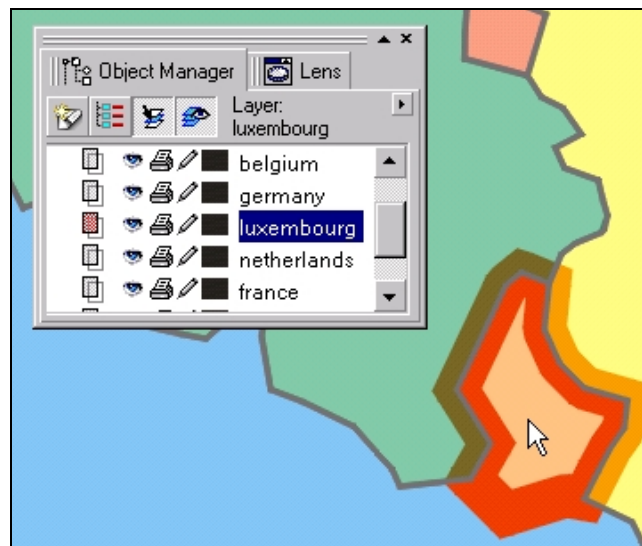 Object Manager
Lens
Layer:
luxembourg
belgium
germany
luxembourg
netherlands
france